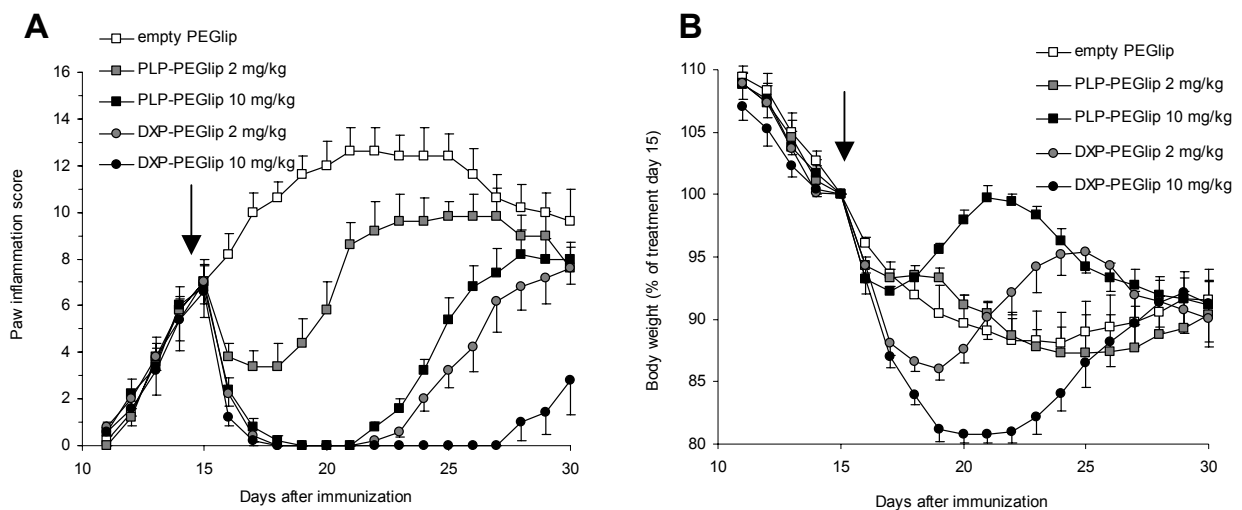 A
empty PEGlip
PLP-PEGlip 2 mg/kg
PLP-PEGlip 10 mg/kg
DXP-PEGlip 2 mg/kg
DXP-PEGlip 10 mg/kg
16
14
12
10
8
6
4
2
0
Paw inflammation score
10 15 20 25 30
Days after immunization
B
empty PEGlip
PLP-PEGlip 2 mg/kg
PLP-PEGlip 10 mg/kg
DXP-PEGlip 2 mg/kg
DXP-PEGlip 10 mg/kg
110
105
100
95
90
85
80
Body weight (% of treatment day 15)
10 15 20 25 30
Days after immunization